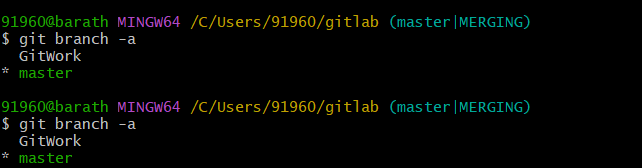 91960@barath MINGW64 /C/Users/91960/gitlab (master|MERGING)
$ git branch -a
  GitWork
* master
91960@barath MINGW64 /C/Users/91960/gitlab (master|MERGING)
$ git branch -a
  GitWork
* master